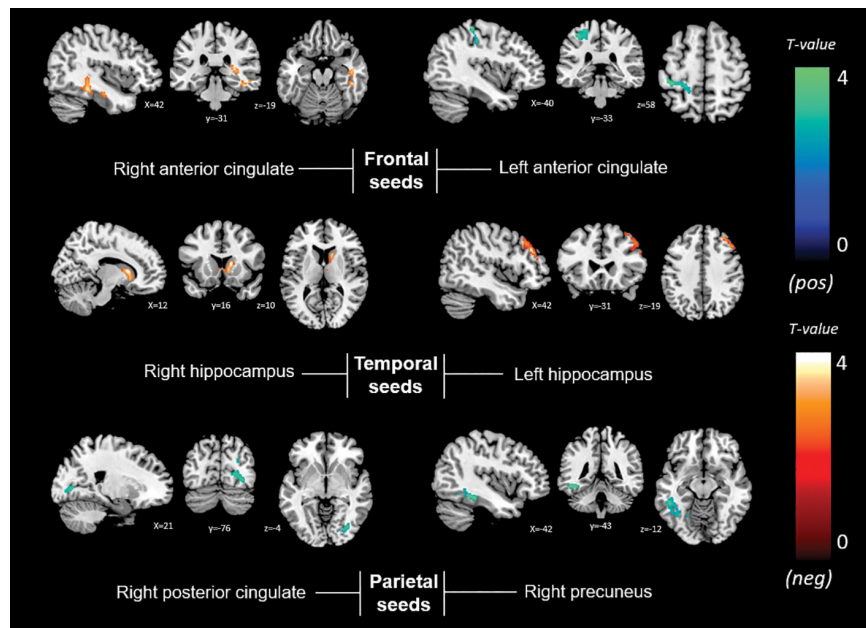 T-value
4
0
(pos)
X=42
y=-31
z=-19
X=-40
y=-33
z=58
Right anterior cingulate
Frontal
seeds
Left anterior cingulate
X=12
y=16
z=10
X=42
y=-31
z=-19
Right hippocampus
Temporal
seeds
Left hippocampus
T-value
4
0
(neg)
X=21
y=-76
z=-4
X=-42
y=-43
z=-12
Right posterior cingulate
Parietal
seeds
Right precuneus